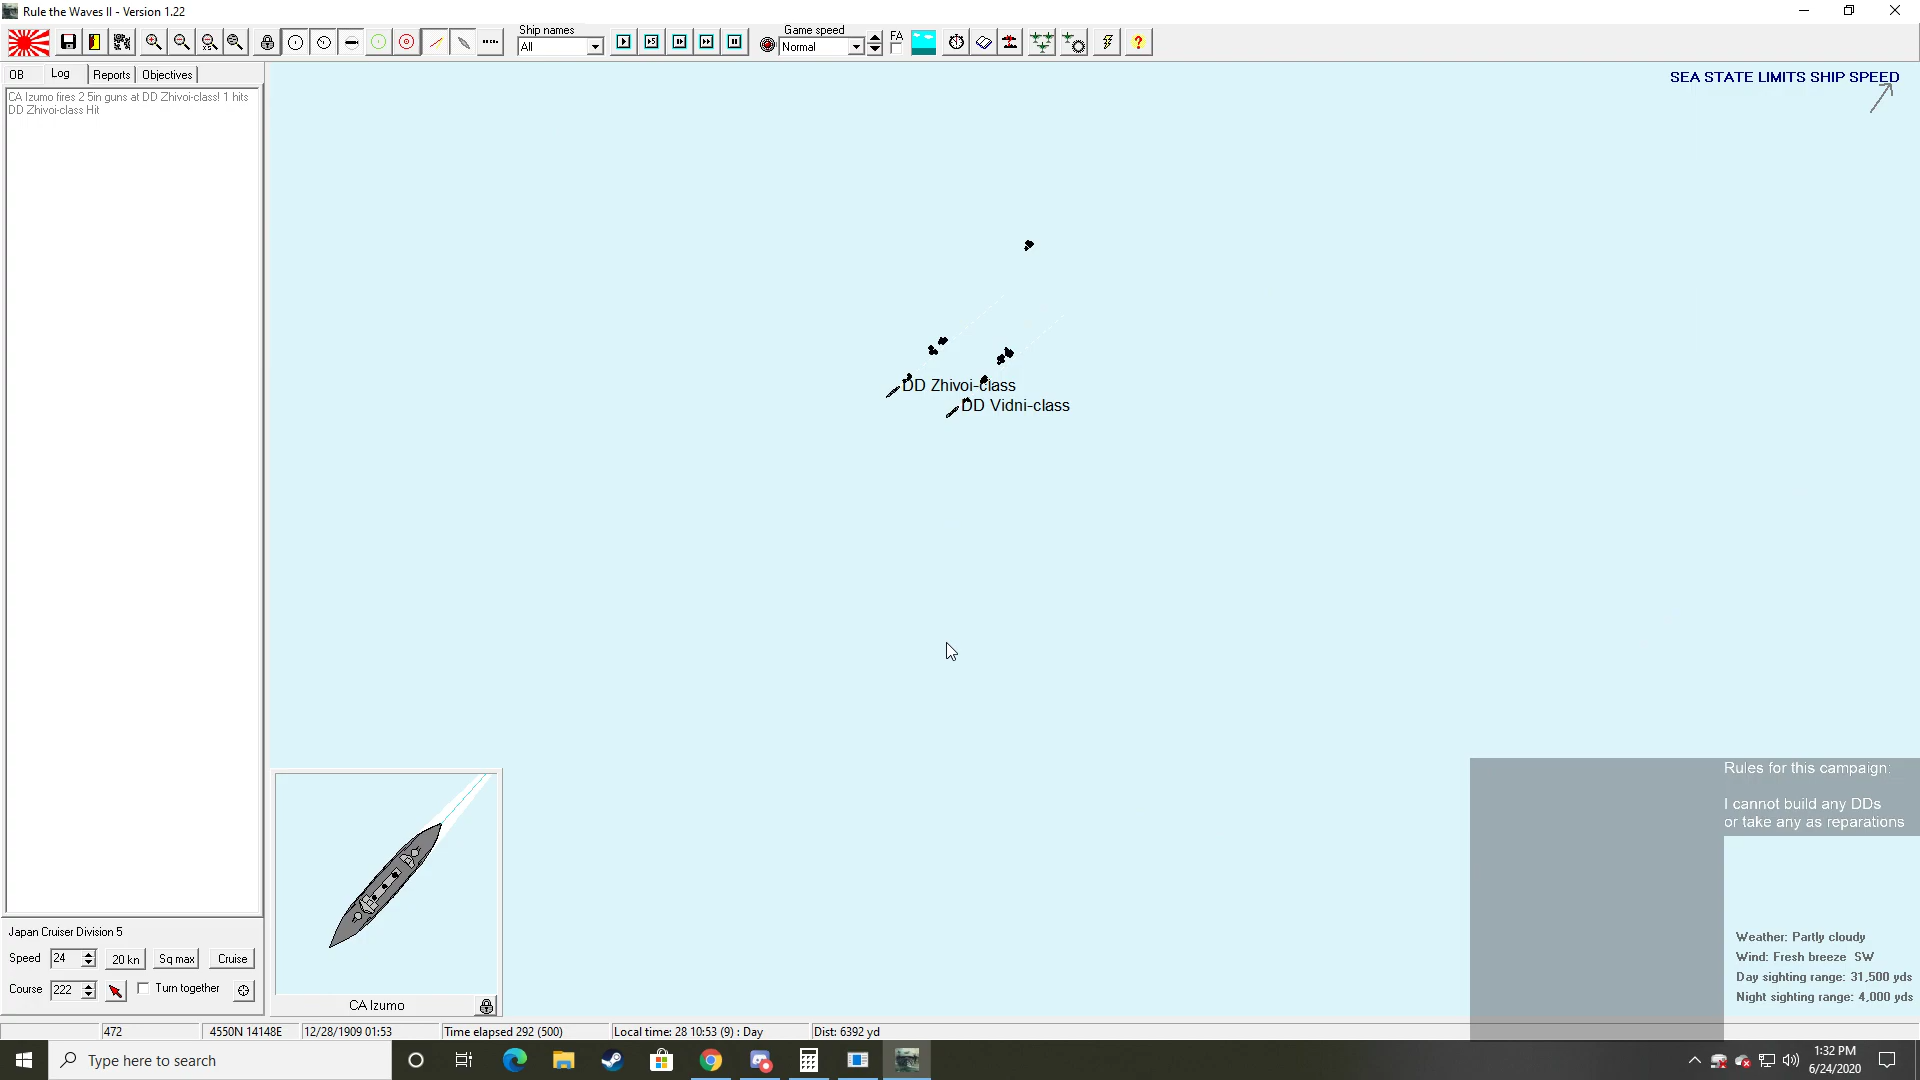 Rule the Waves II - Version 1.22
Ship names
All
Game speed
Normal
FA
OB
Log
Reports
Objectives
CA Izumo fires 2 5in guns at DD Zhivoi-class! 1 hits
DD Zhivoi-class Hit
SEA STATE LIMITS SHIP SPEED
DD Zhivoi-class
DD Vidni-class
Rules for this campaign:
I cannot build any DDs
or take any as reparations
Weather: Partly cloudy
Wind: Fresh breeze SW
Day sighting range: 31,500 yds
Night sighting range: 4,000 yds
Japan Cruiser Division 5
Speed 24 20 kn Sq max Cruise
Course 222 Turn together
CA Izumo
472 4550N 14148E 12/28/1909 01:53 Time elapsed 292 (500) Local time: 28 10:53 (9) : Day Dist: 6392 yd
Type here to search
1:32 PM
6/24/2020